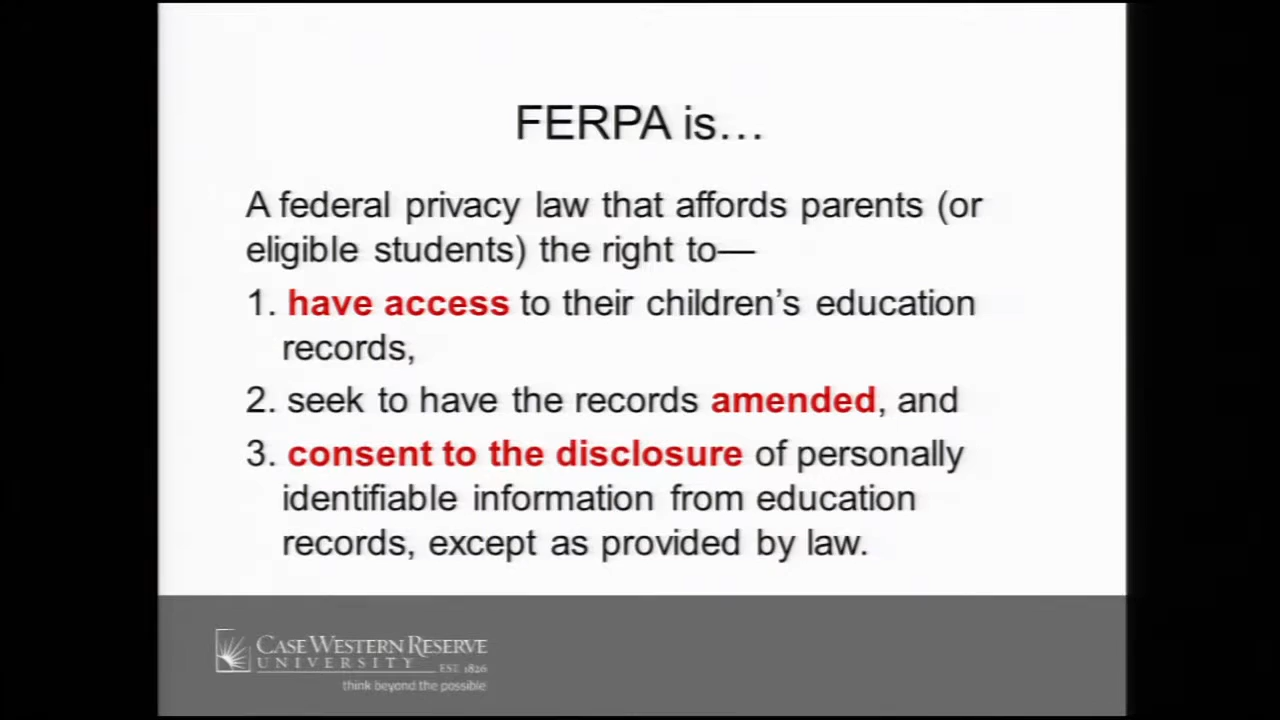 FERPA is…
A federal privacy law that affords parents (or
eligible students) the right to—
1. have access to their children's education
records,
2. seek to have the records amended, and
3. consent to the disclosure of personally
identifiable information from education
records, except as provided by law.
CASE WESTERN RESERVE
UNIVERSITY EST. 1826
think beyond the possible